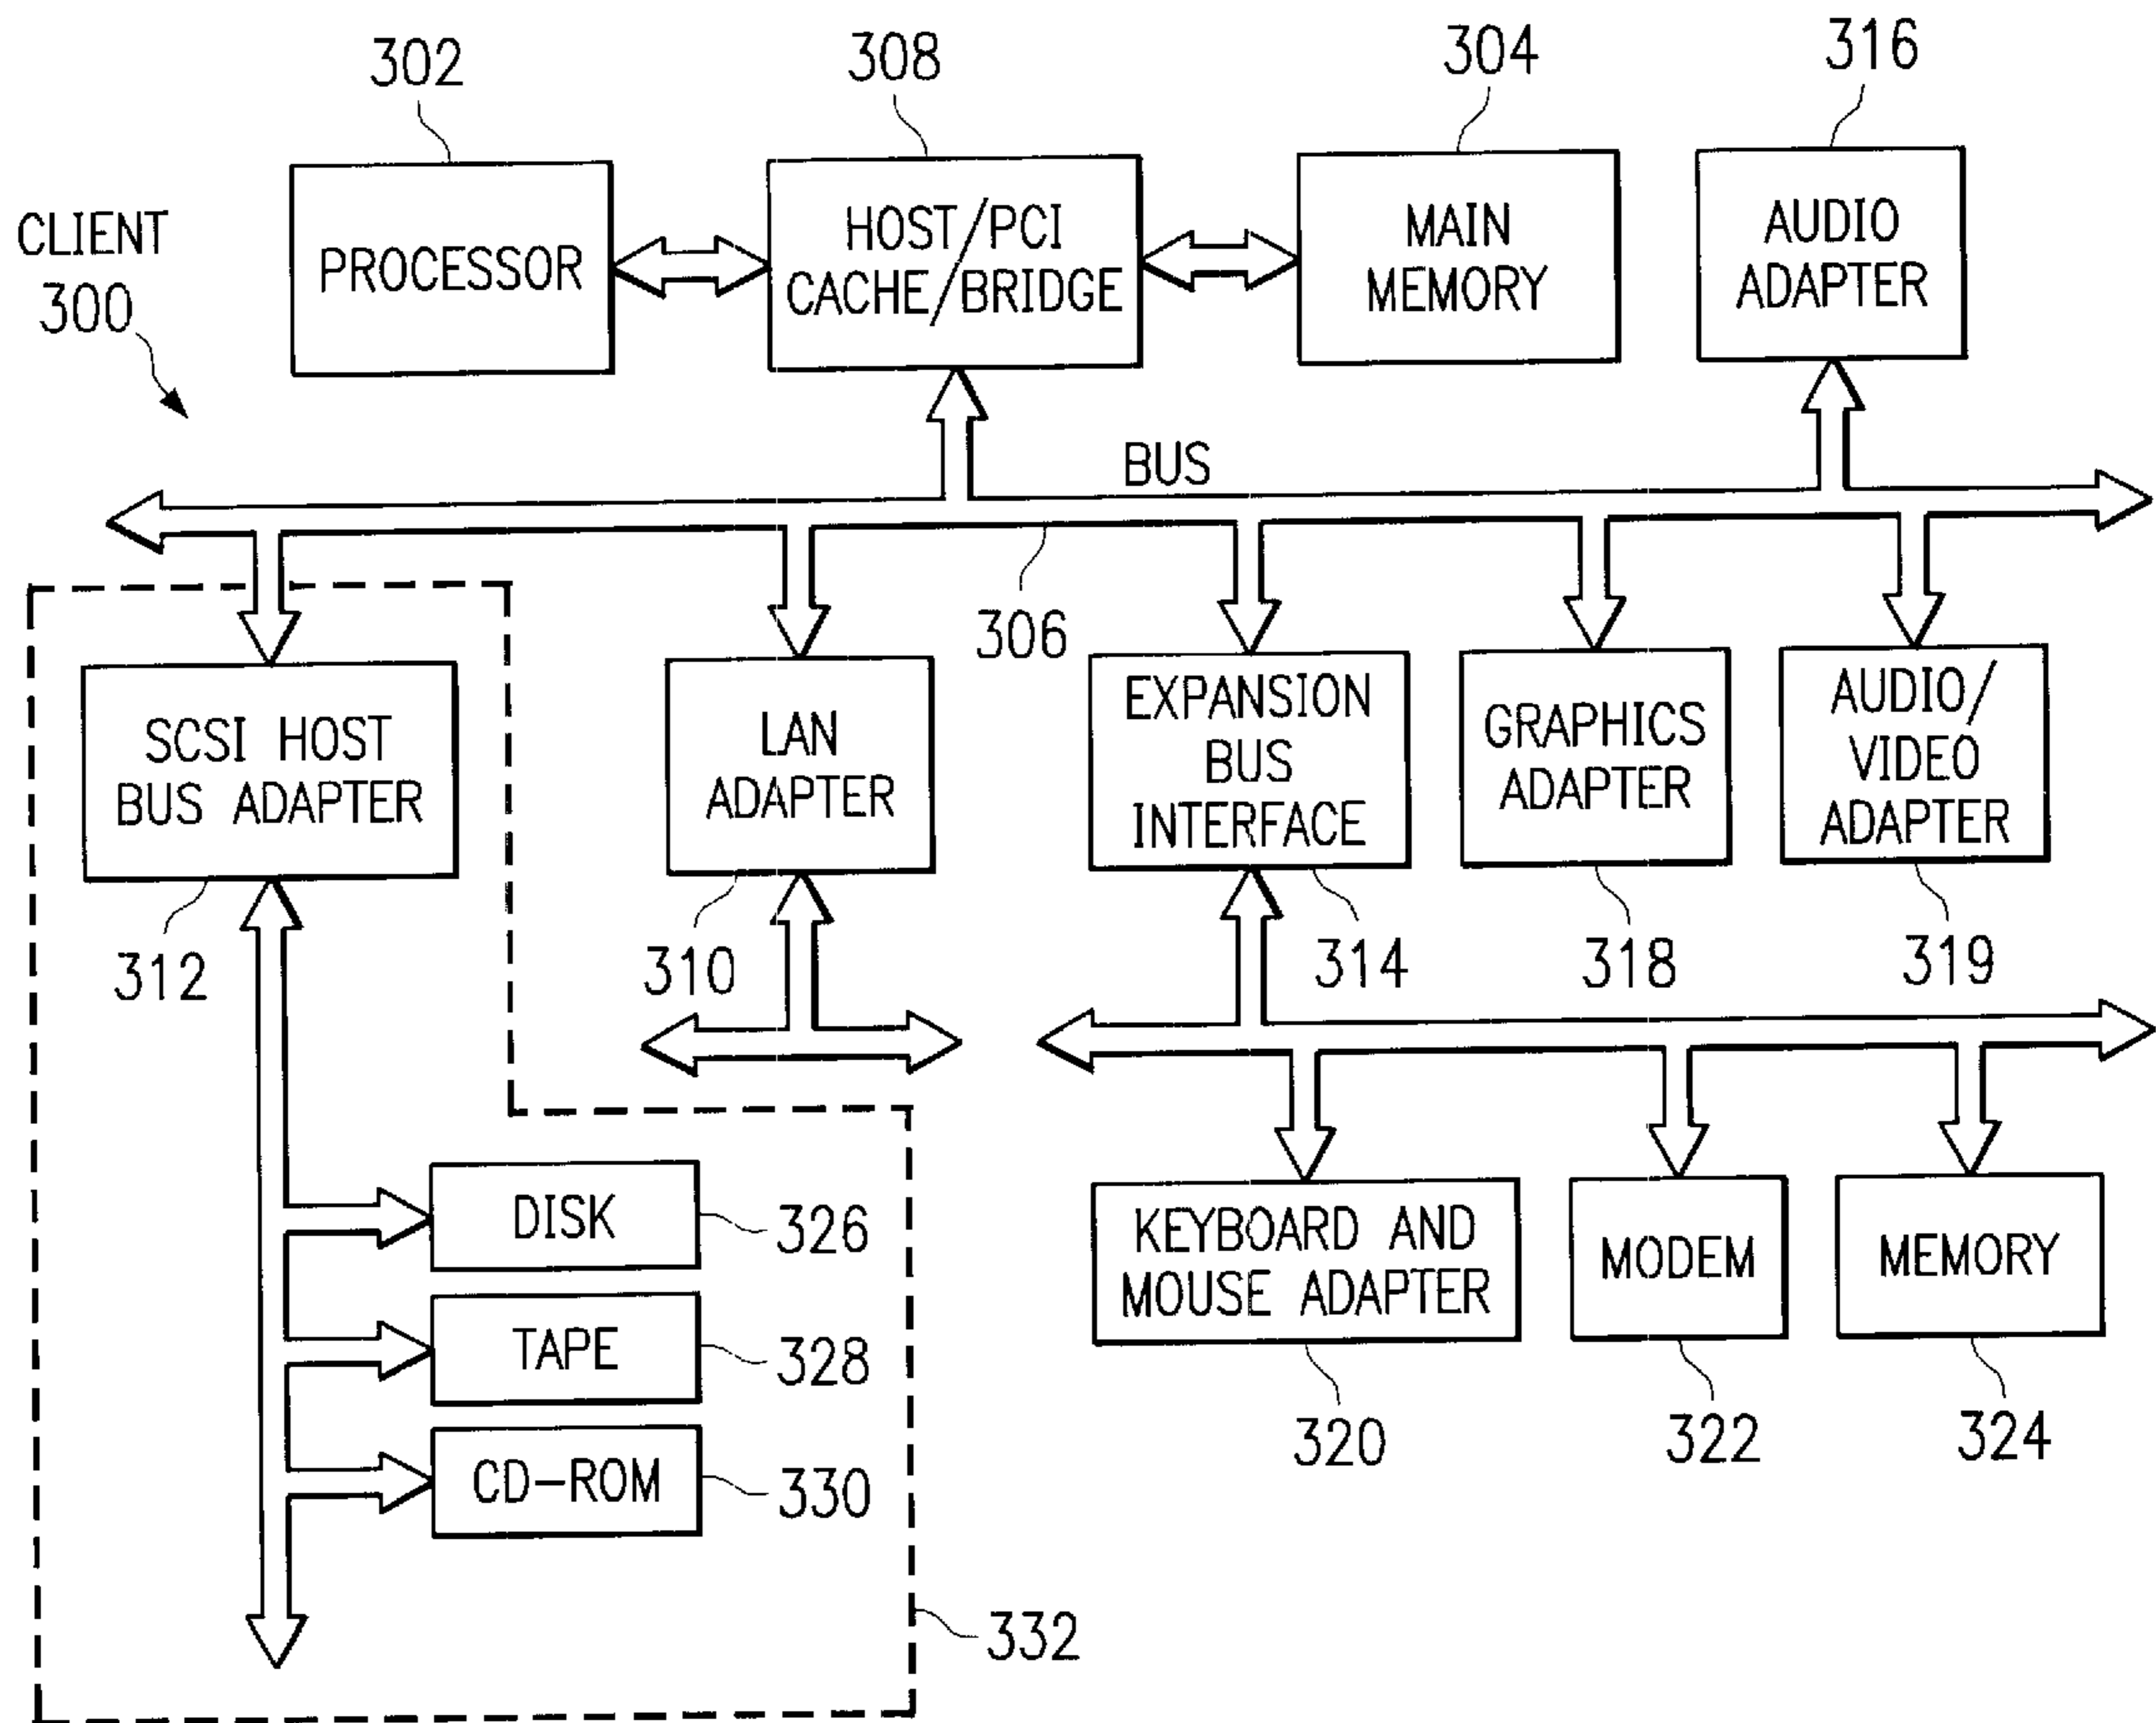 302
308
304
316
CLIENT
300
PROCESSOR
HOST/PCI
CACHE/BRIDGE
MAIN
MEMORY
AUDIO
ADAPTER
BUS
306
SCSI HOST
BUS ADAPTER
LAN
ADAPTER
EXPANSION
BUS
INTERFACE
GRAPHICS
ADAPTER
AUDIO/
VIDEO
ADAPTER
312
310
314
318
319
DISK
326
TAPE
328
CD-ROM
330
KEYBOARD AND
MOUSE ADAPTER
MODEM
MEMORY
320
322
324
332